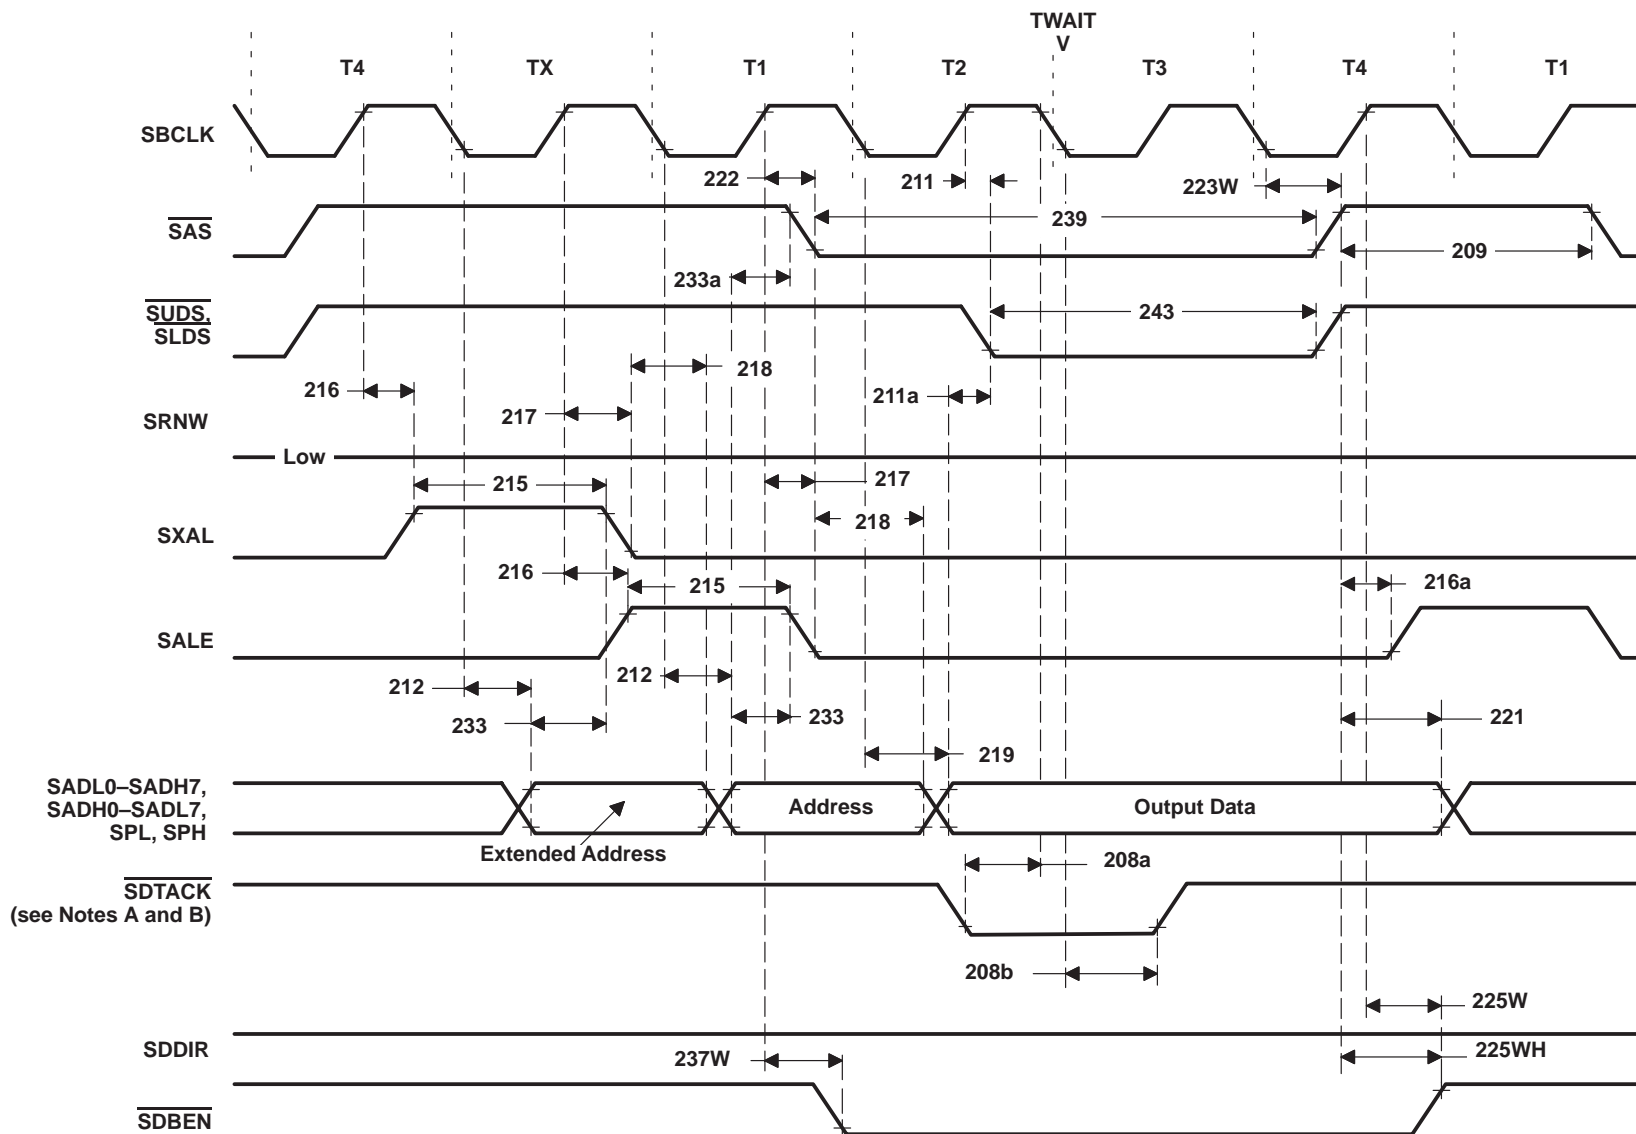 TWAIT
V
T4 TX T1 T2 T3 T4 T1
SBCLK
222 211 223W
SAS
239
209
233a
SUDS,
SLDS
243
218
216 211a
217
SRNW
Low
217
215
218
SXAL
216
215 216a
SALE
212 212
233 233 221
219
SADL0–SADH7,
SADH0–SADL7,
SPL, SPH
Address Output Data
Extended Address
208a
SDTACK
(see Notes A and B)
208b
225W
SDDIR
237W 225WH
SDBEN